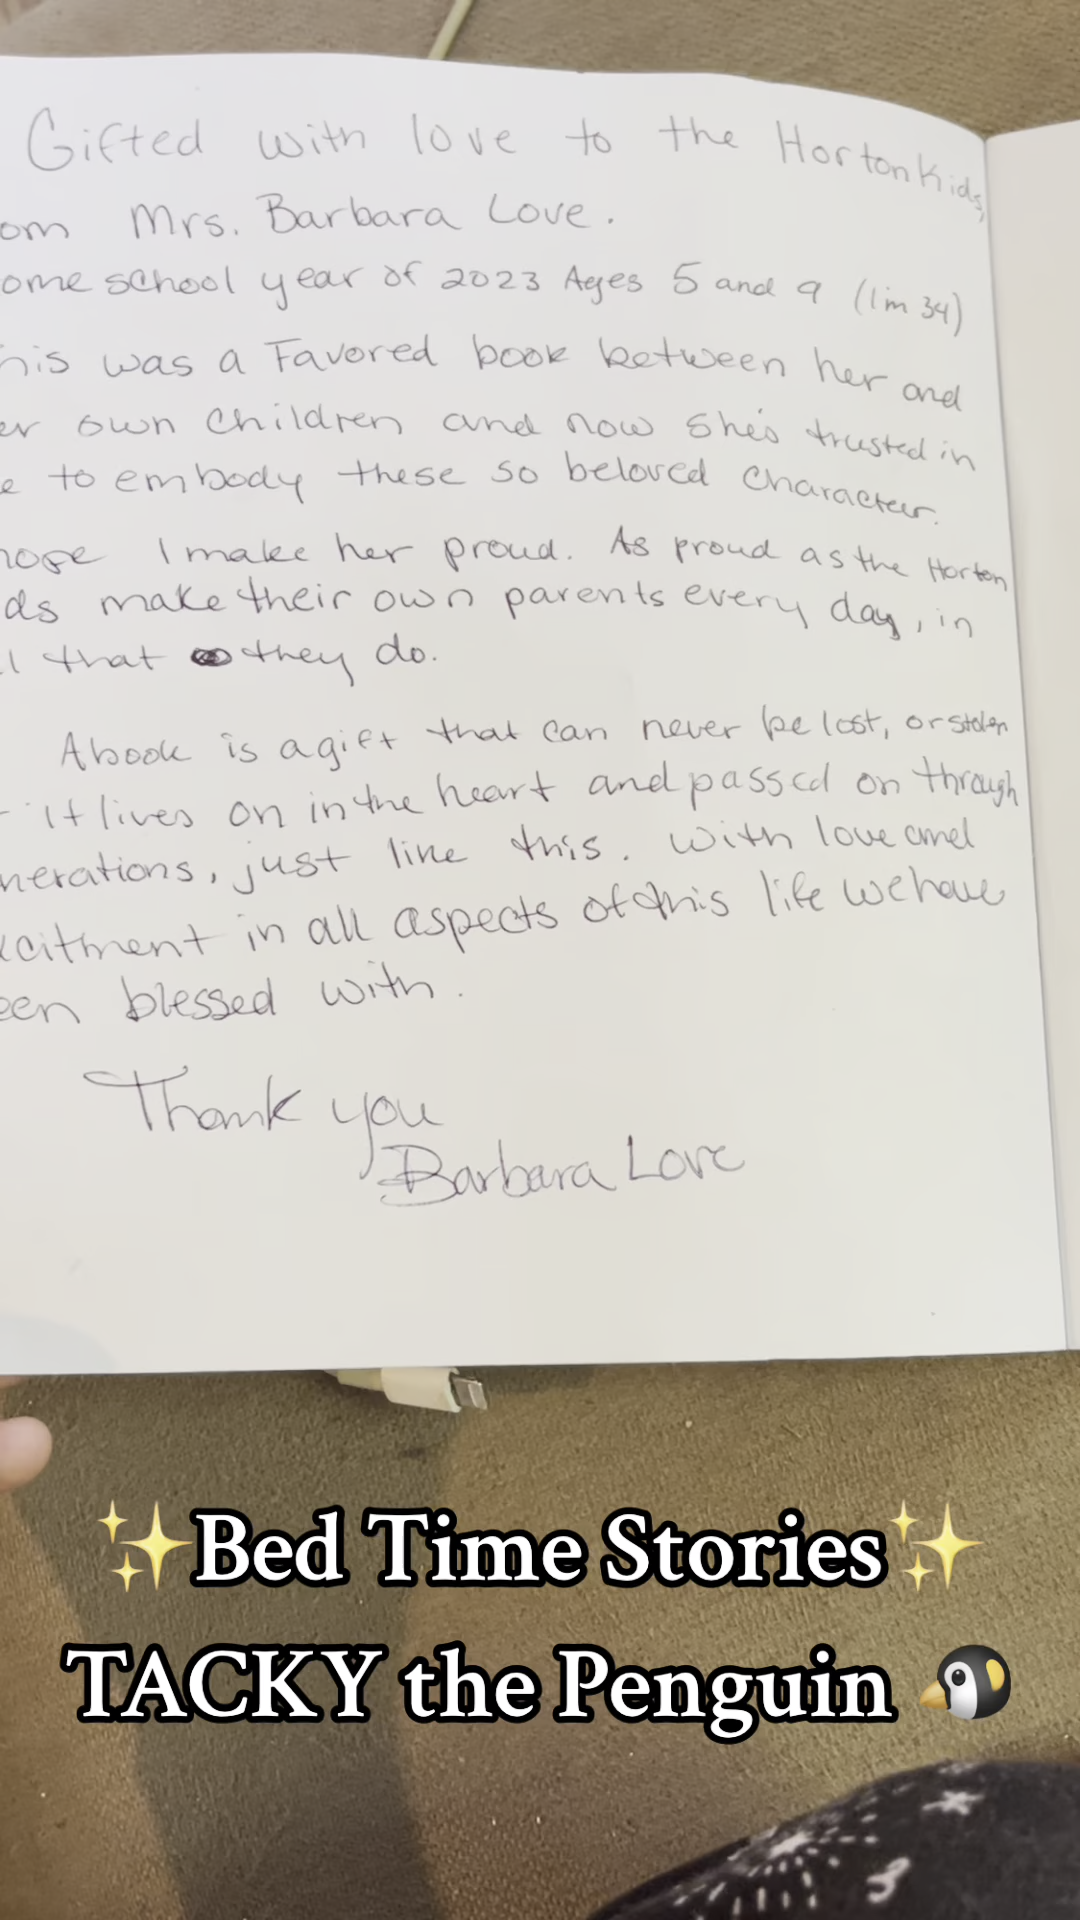 Gifted with love to the Horton Kids,
om Mrs. Barbara Love.
ome school year of 2023 Ages 5 and 9 (Im 34)
his was a Favored book between her and
er own children and now she's trusted in
e to embody these so beloved character.
hope I make her proud. As proud as the Horton
ds make their own parents every day, in
l that they do.
A book is a gift that can never be lost, or stolen
it lives on in the heart and passed on through
nerations, just like this. With love and
xcitment in all aspects of this life we have
een blessed with.
Thank you
Barbara Love
✨Bed Time Stories✨
TACKY the Penguin 🐧